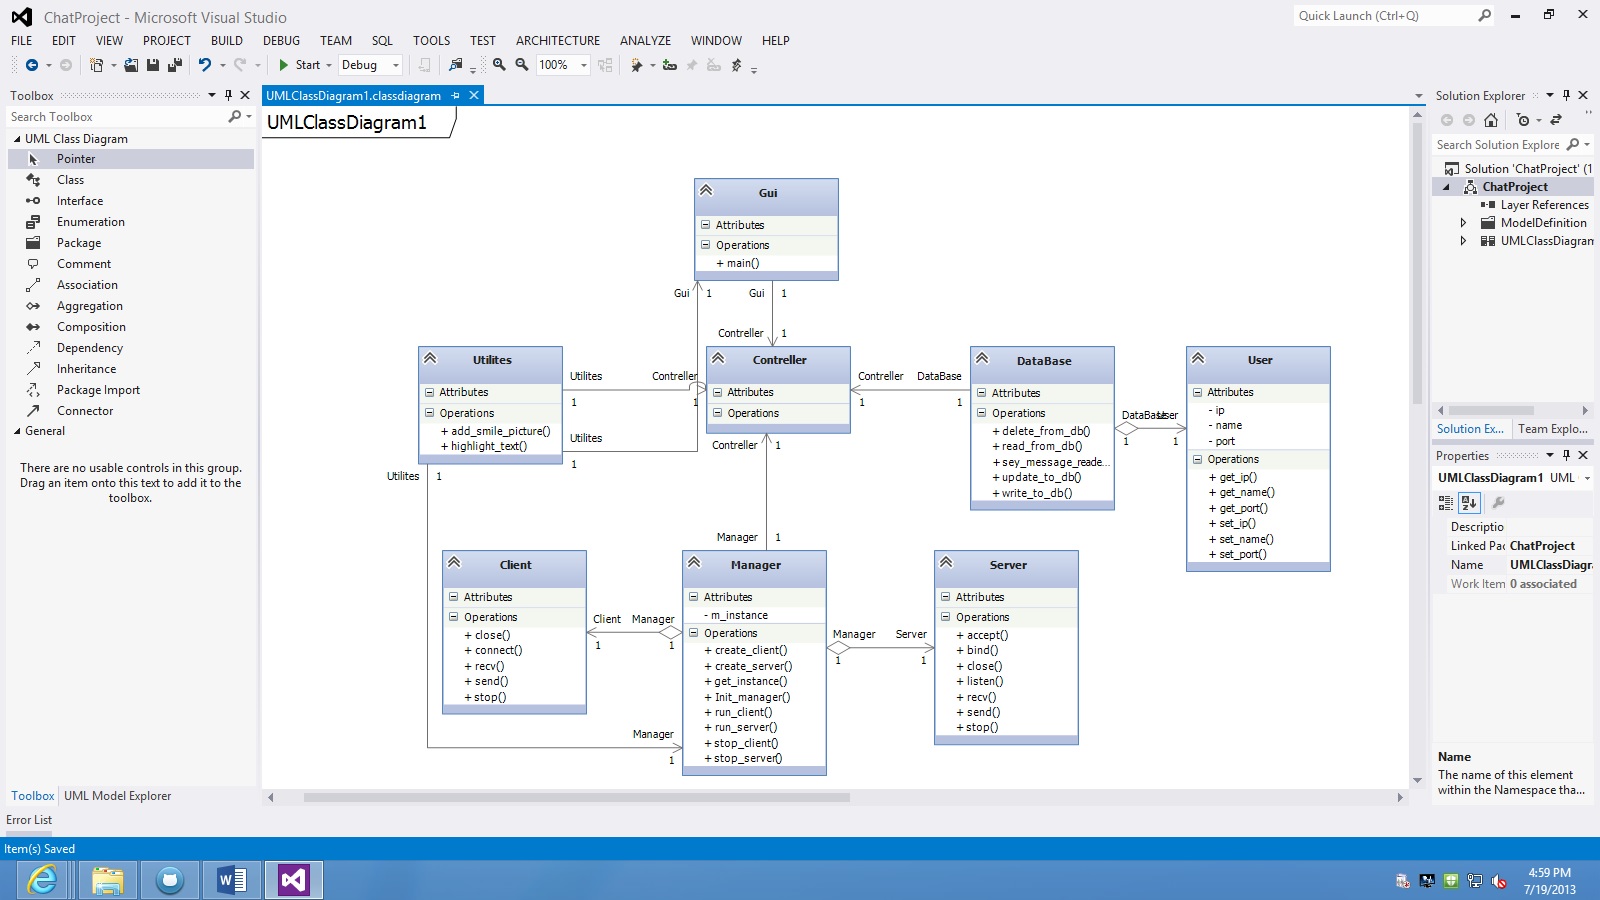 ChatProject - Microsoft Visual Studio
Quick Launch (Ctrl+Q)
FILE EDIT VIEW PROJECT BUILD DEBUG TEAM SQL TOOLS TEST ARCHITECTURE ANALYZE WINDOW HELP
Start Debug 100%
Toolbox
Search Toolbox
UML Class Diagram
Pointer
Class
Interface
Enumeration
Package
Comment
Association
Aggregation
Composition
Dependency
Inheritance
Package Import
Connector
General
There are no usable controls in this group.
Drag an item onto this text to add it to the
toolbox.
Toolbox UML Model Explorer
Error List
Item(s) Saved
UMLClassDiagram1.classdiagram
UMLClassDiagram1
Gui
Attributes
Operations
+ main()
Gui 1 Gui 1
Contreller 1
Utilites
Attributes
Operations
+ add_smile_picture()
+ highlight_text()
Utilites Contreller
1 1
Utilites
1
Utilites 1
Contreller
Attributes
Operations
Contreller 1
Contreller DataBase
1 1
DataBase
Attributes
Operations
+ delete_from_db()
+ read_from_db()
+ sey_message_reade...
+ update_to_db()
+ write_to_db()
DataBase User
1 1
User
Attributes
- ip
- name
- port
Operations
+ get_ip()
+ get_name()
+ get_port()
+ set_ip()
+ set_name()
+ set_port()
Manager 1
Client
Attributes
Operations
+ close()
+ connect()
+ recv()
+ send()
+ stop()
Client Manager
1 1
Manager
1
Manager
Attributes
- m_instance
Operations
+ create_client()
+ create_server()
+ get_instance()
+ Init_manager()
+ run_client()
+ run_server()
+ stop_client()
+ stop_server()
Manager Server
1 1
Server
Attributes
Operations
+ accept()
+ bind()
+ close()
+ listen()
+ recv()
+ send()
+ stop()
Solution Explorer
Search Solution Explore
Solution 'ChatProject' (1
ChatProject
Layer References
ModelDefinition
UMLClassDiagram
Solution Ex... Team Explo...
Properties
UMLClassDiagram1 UML
Descriptio
Linked Pac ChatProject
Name UMLClassDiagra
Work Item 0 associated
Name
The name of this element
within the Namespace tha...
4:59 PM
7/19/2013